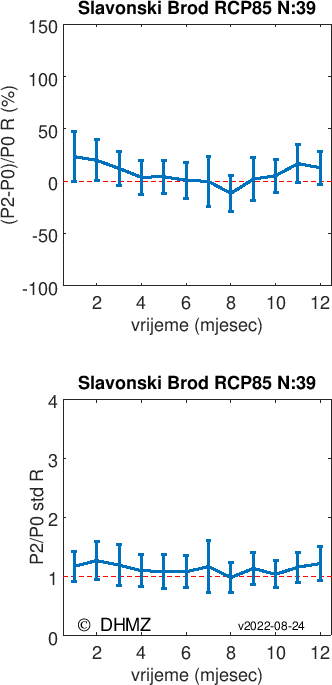 Slavonski Brod RCP85 N:39
150
100
50
0
-50
-100
(P2-P0)/P0 R (%)
2 4 6 8 10 12
vrijeme (mjesec)
Slavonski Brod RCP85 N:39
4
3
2
1
0
P2/P0 std R
© DHMZ
v2022-08-24
2 4 6 8 10 12
vrijeme (mjesec)